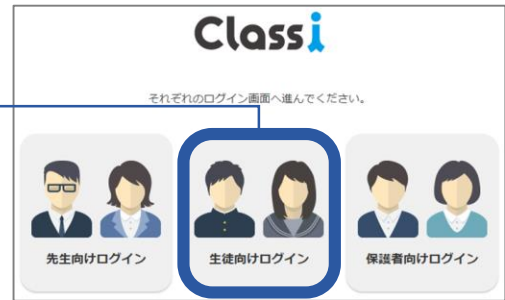 Classi
それぞれのログイン画面へ進んでください。
先生向けログイン
生徒向けログイン
保護者向けログイン